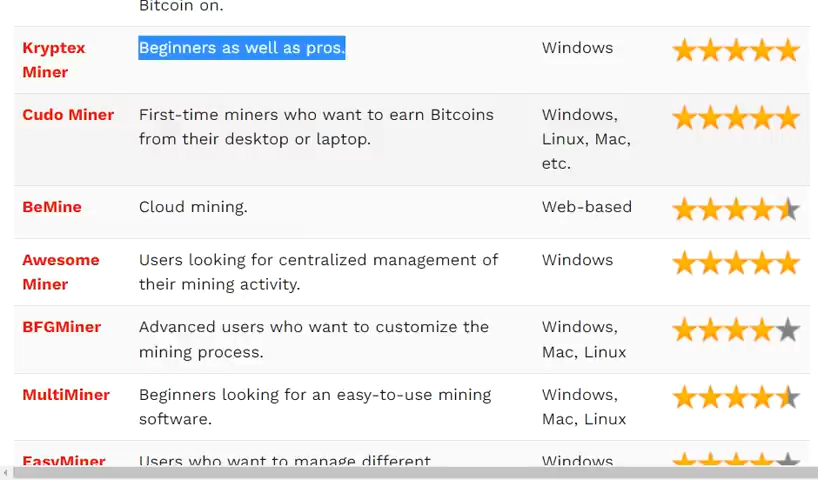 Bitcoin on.
Kryptex Miner
Beginners as well as pros.
Windows
Cudo Miner
First-time miners who want to earn Bitcoins
from their desktop or laptop.
Windows,
Linux, Mac,
etc.
BeMine
Cloud mining.
Web-based
Awesome
Miner
Users looking for centralized management of
their mining activity.
Windows
BFGMiner
Advanced users who want to customize the
mining process.
Windows,
Mac, Linux
MultiMiner
Beginners looking for an easy-to-use mining
software.
Windows,
Mac, Linux
EasyMiner
Users who want to manage different
Windows